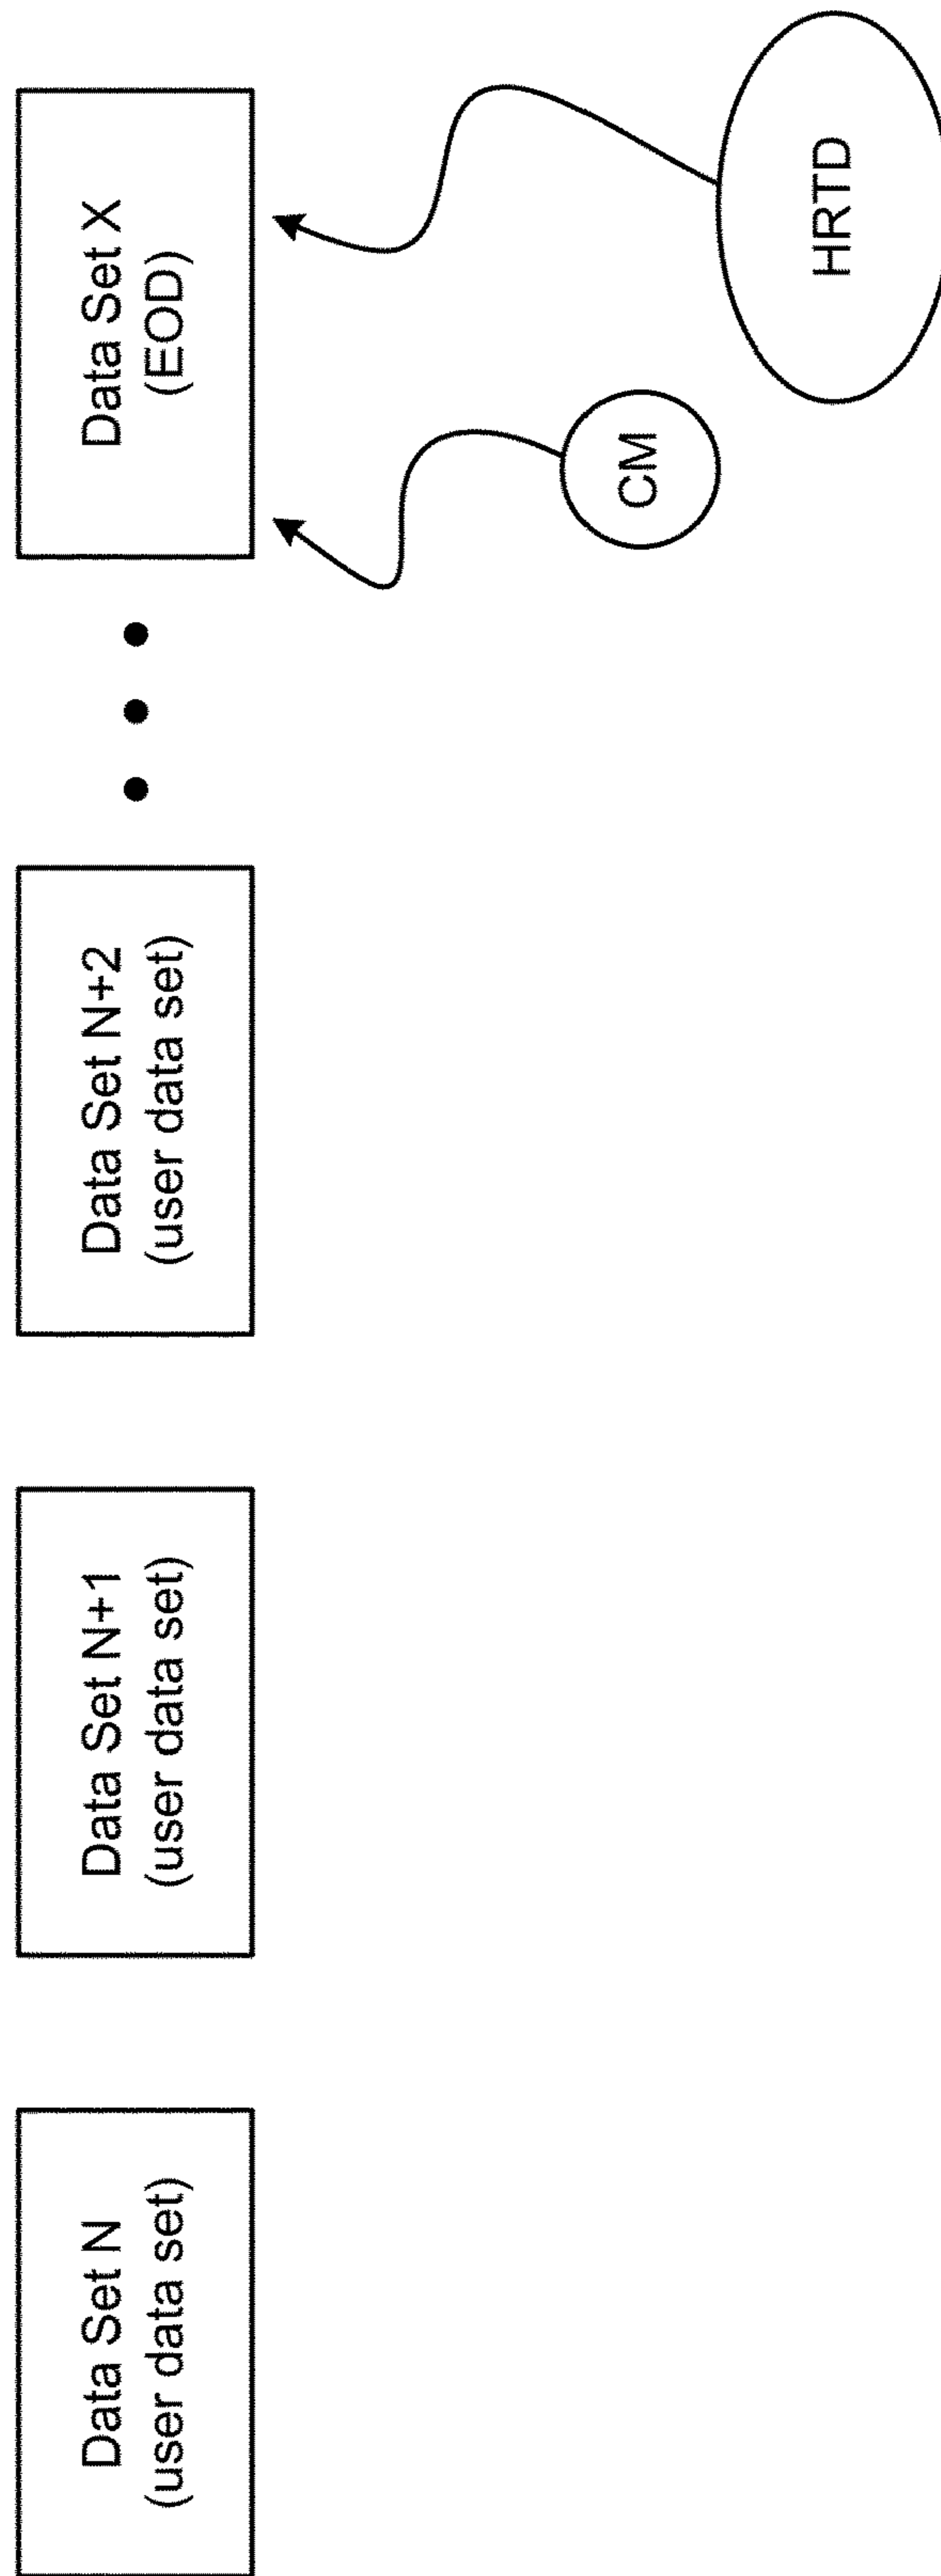 Data Set N
(user data set)
Data Set N+1
(user data set)
Data Set N+2
(user data set)
Data Set X
(EOD)
CM
HRTD